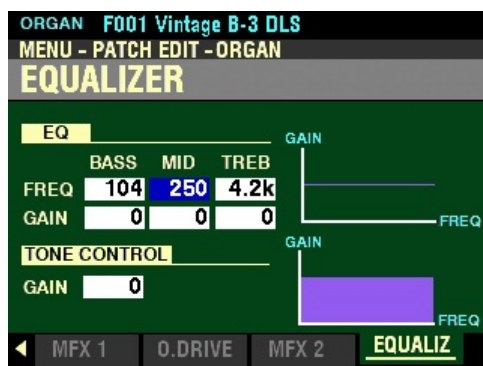 ORGAN F001 Vintage B-3 DLS
MENU - PATCH EDIT - ORGAN
EQUALIZER
EQ
GAIN
BASS MID TREB
FREQ 104 250 4.2k
GAIN 0 0 0
FREQ
TONE CONTROL
GAIN
GAIN 0
FREQ
MFX 1 O.DRIVE MFX 2 EQUALIZ